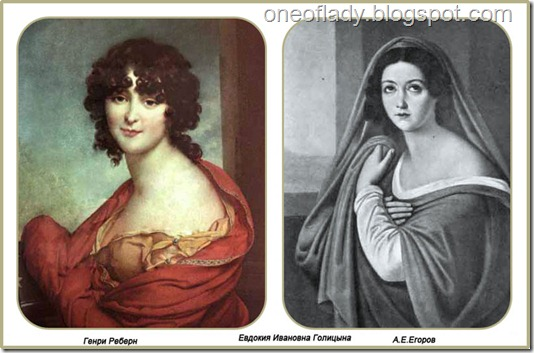 oneoflady.blogspot.com
Генри Реберн
Евдокия Ивановна Голицына
А.Е.Егоров